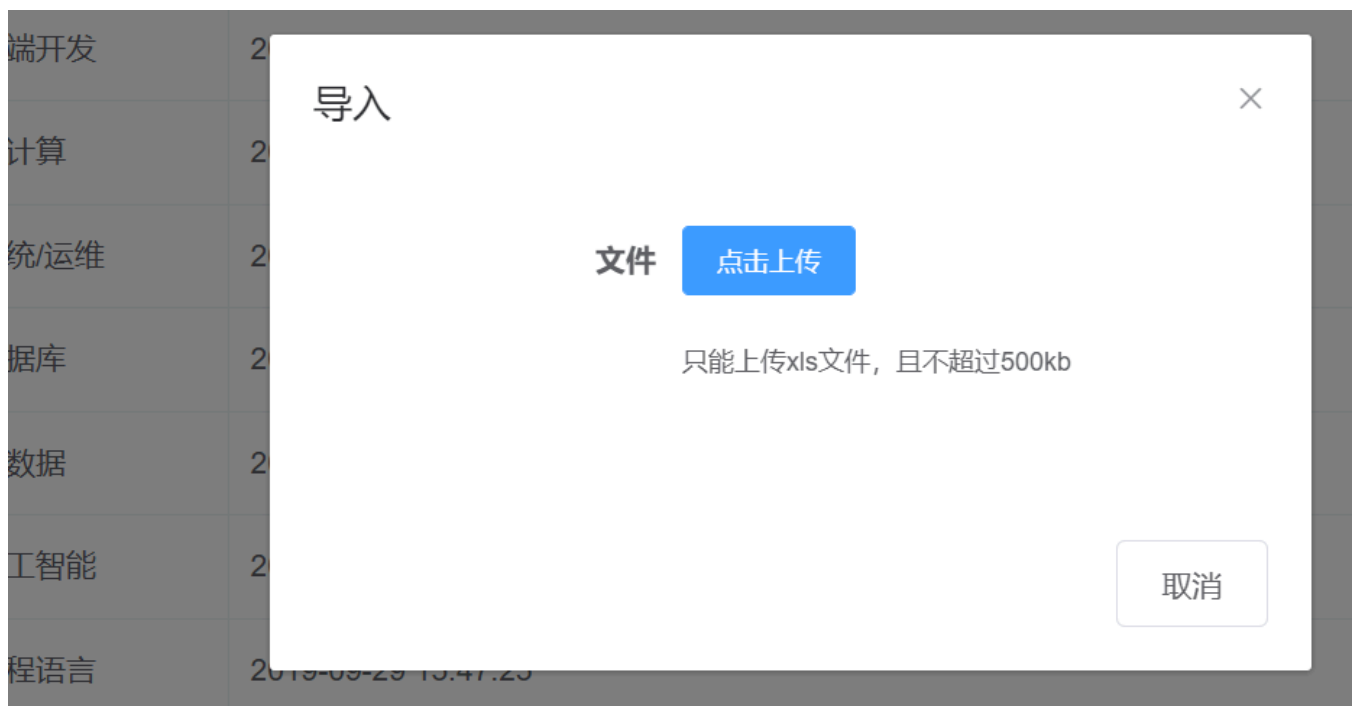 端开发
导入
计算
文件 点击上传
统/运维
据库
只能上传xls文件，且不超过500kb
数据
工智能
取消
程语言